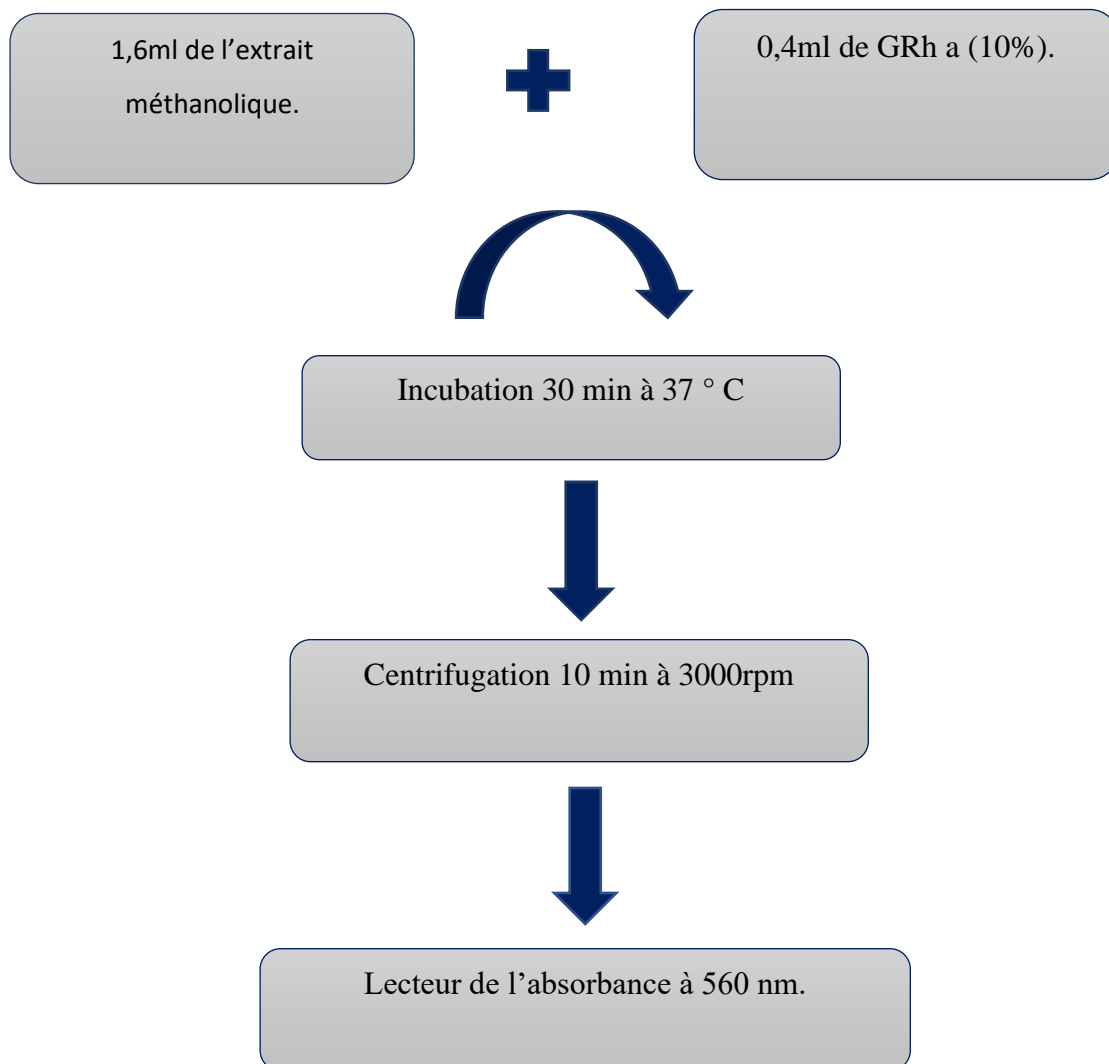 1,6ml de l’extrait
méthanolique.
0,4ml de GRh a (10%).
Incubation 30 min à 37 ° C
Centrifugation 10 min à 3000rpm
Lecteur de l’absorbance à 560 nm.